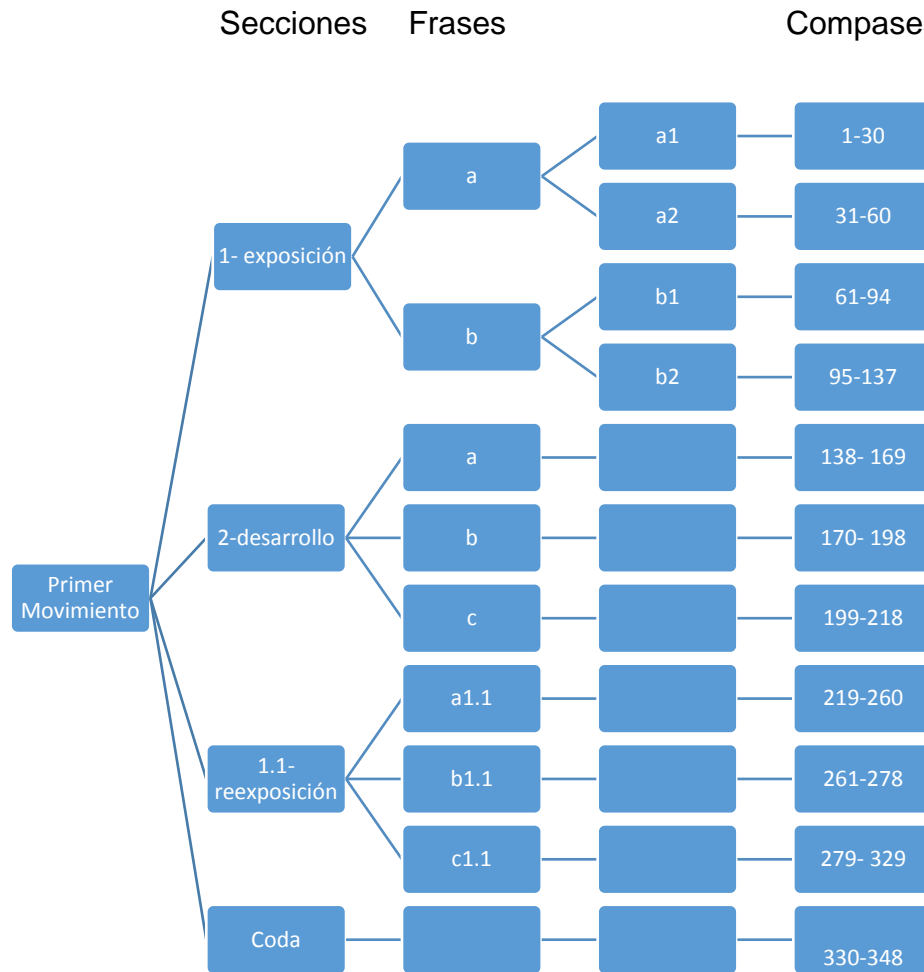 Secciones Frases Compase
a1 1-30
a
a2 31-60
1- exposición
b1 61-94
b
b2 95-137
a 138- 169
2-desarrollo b 170- 198
Primer
Movimiento
c 199-218
a1.1 219-260
1.1-
reexposición
b1.1 261-278
c1.1 279- 329
Coda
330-348